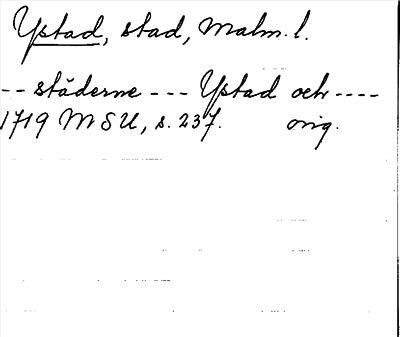 Ystad, stad, Malm. l.
-- städerne --- Ystad och ----
1719 MSU, s. 237. orig.